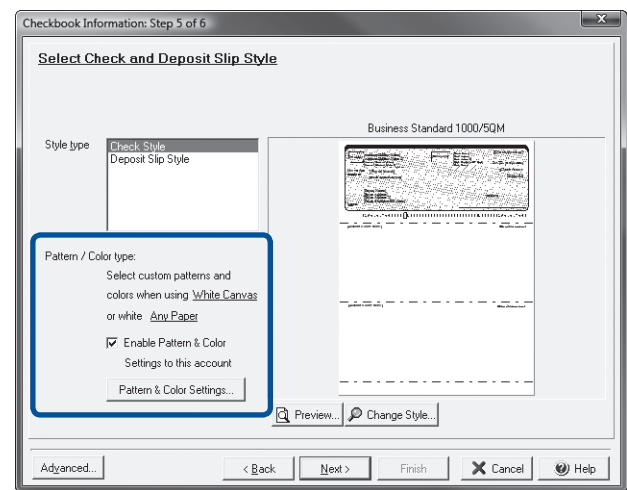 Checkbook Information: Step 5 of 6
Select Check and Deposit Slip Style
Business Standard 1000/5QM
Style type
Check Style
Deposit Slip Style
Pattern / Color type:
Select custom patterns and
colors when using White Canvas
or white Any Paper
Enable Pattern & Color
Settings to this account
Pattern & Color Settings...
Preview...
Change Style...
Advanced...
< Back
Next >
Finish
Cancel
Help